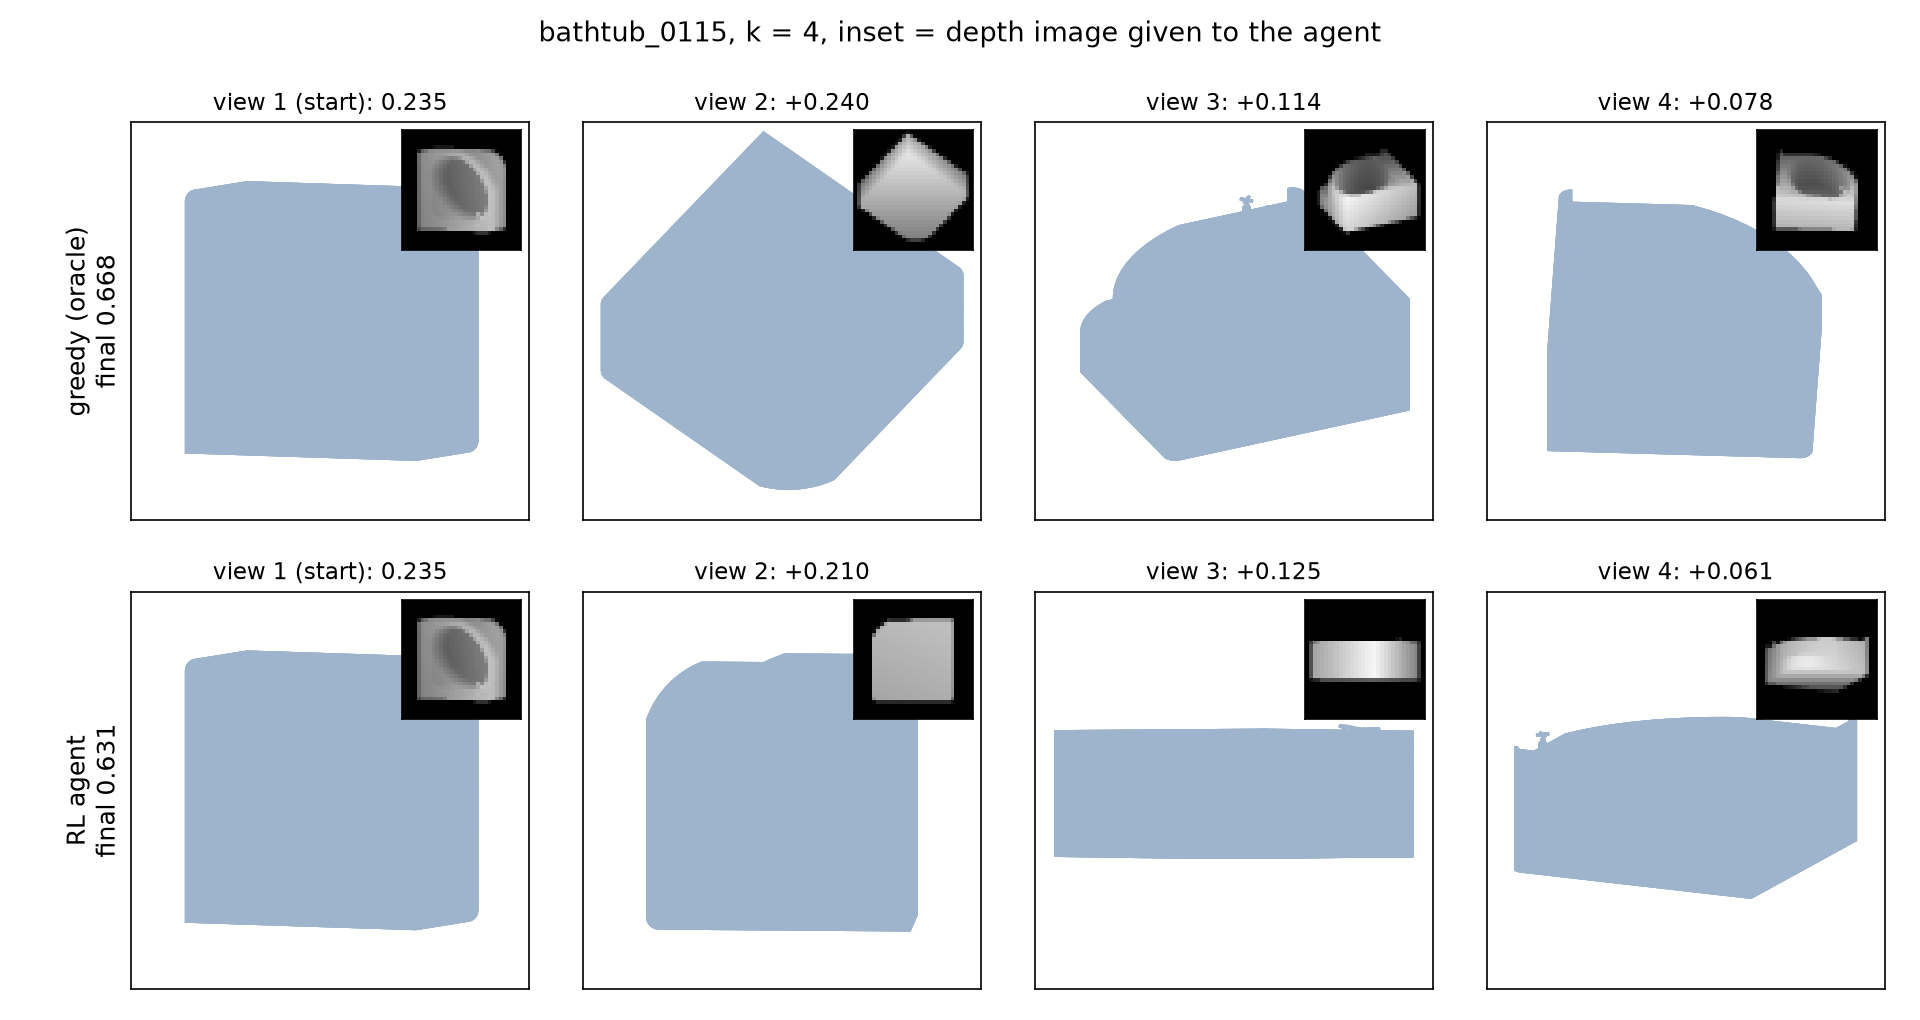 bathtub_0115, k = 4, inset = depth image given to the agent
view 1 (start): 0.235
view 2: +0.240
view 3: +0.114
view 4: +0.078
greedy (oracle)
final 0.668
view 1 (start): 0.235
view 2: +0.210
view 3: +0.125
view 4: +0.061
RL agent
final 0.631